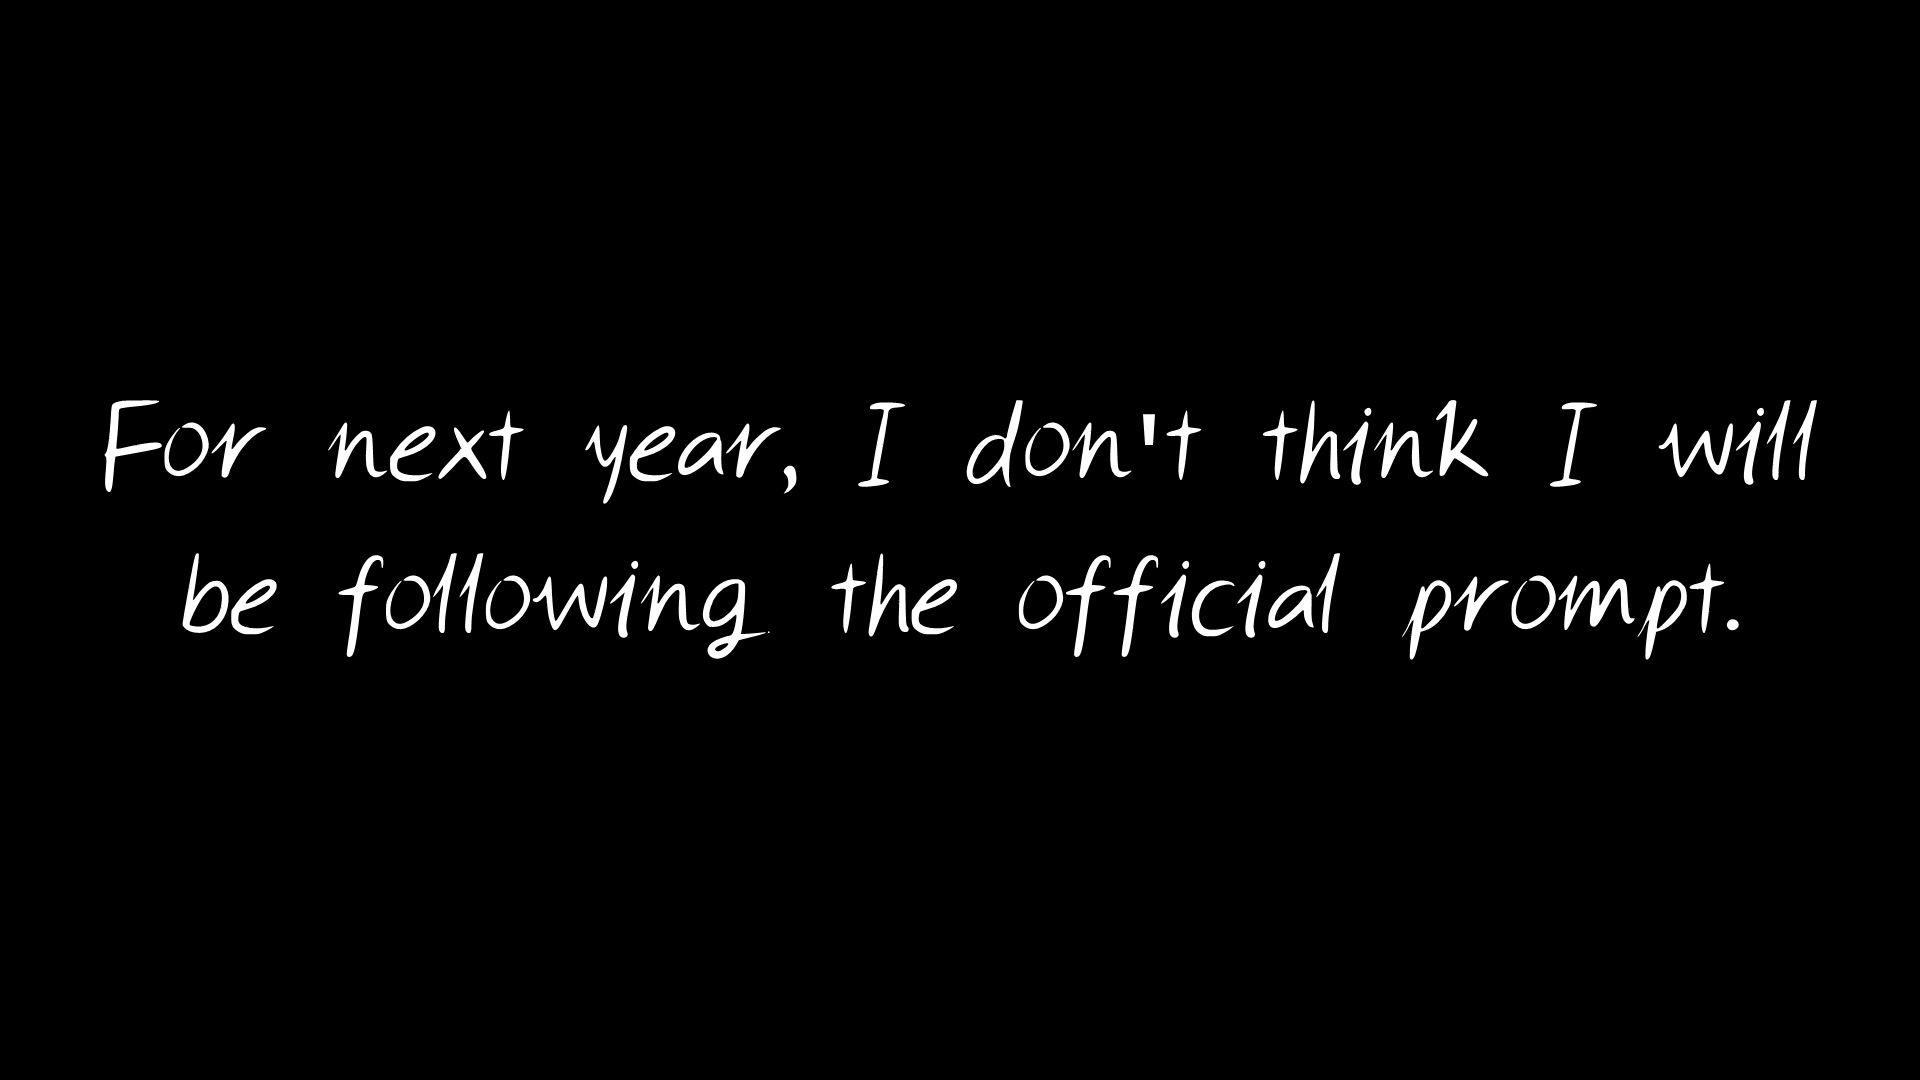 For next year, I don't think I will
be following the official prompt.